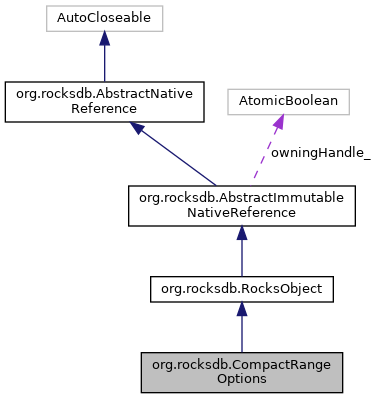 AutoCloseable
org.rocksdb.AbstractNative
Reference
AtomicBoolean
owningHandle_
org.rocksdb.AbstractImmutable
NativeReference
org.rocksdb.RocksObject
org.rocksdb.CompactRange
Options